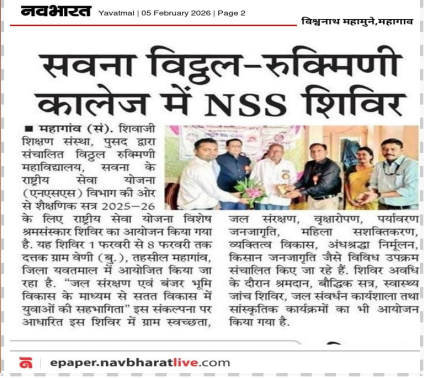 नवभारत Yavatmal | 05 February 2026 | Page 2
विश्वनाथ महामुने,महागाव
सवना विठ्ठल-रुक्मिणी
कालेज में NSS शिविर
■ महागांव (सं). शिवाजी
शिक्षण संस्था, पुसद द्वारा
संचालित विठ्ठल रुक्मिणी
महाविद्यालय, सवना के
राष्ट्रीय सेवा योजना
(एनएसएस) विभाग की ओर
से शैक्षणिक सत्र 2025-26
के लिए राष्ट्रीय सेवा योजना विशेष
श्रमसंस्कार शिविर का आयोजन किया गया
है. यह शिविर 1 फरवरी से 8 फरवरी तक
दत्तक ग्राम वेणी (बु.), तहसील महागांव,
जिला यवतमाल में आयोजित किया जा
रहा है. "जल संरक्षण एवं बंजर भूमि
विकास के माध्यम से सतत विकास में
युवाओं की सहभागिता" इस संकल्पना पर
आधारित इस शिविर में ग्राम स्वच्छता,
जल संरक्षण, वृक्षारोपण, पर्यावरण
जनजागृति, महिला सशक्तिकरण,
व्यक्तित्व विकास, अंधश्रद्धा निर्मूलन,
किसान जनजागृति जैसे विविध उपक्रम
संचालित किए जा रहे हैं. शिविर अवधि
के दौरान श्रमदान, बौद्धिक सत्र, स्वास्थ्य
जांच शिविर, जल संवर्धन कार्यशाला तथा
सांस्कृतिक कार्यक्रमों का भी आयोजन
किया गया है.
न | epaper.navbharatlive.com